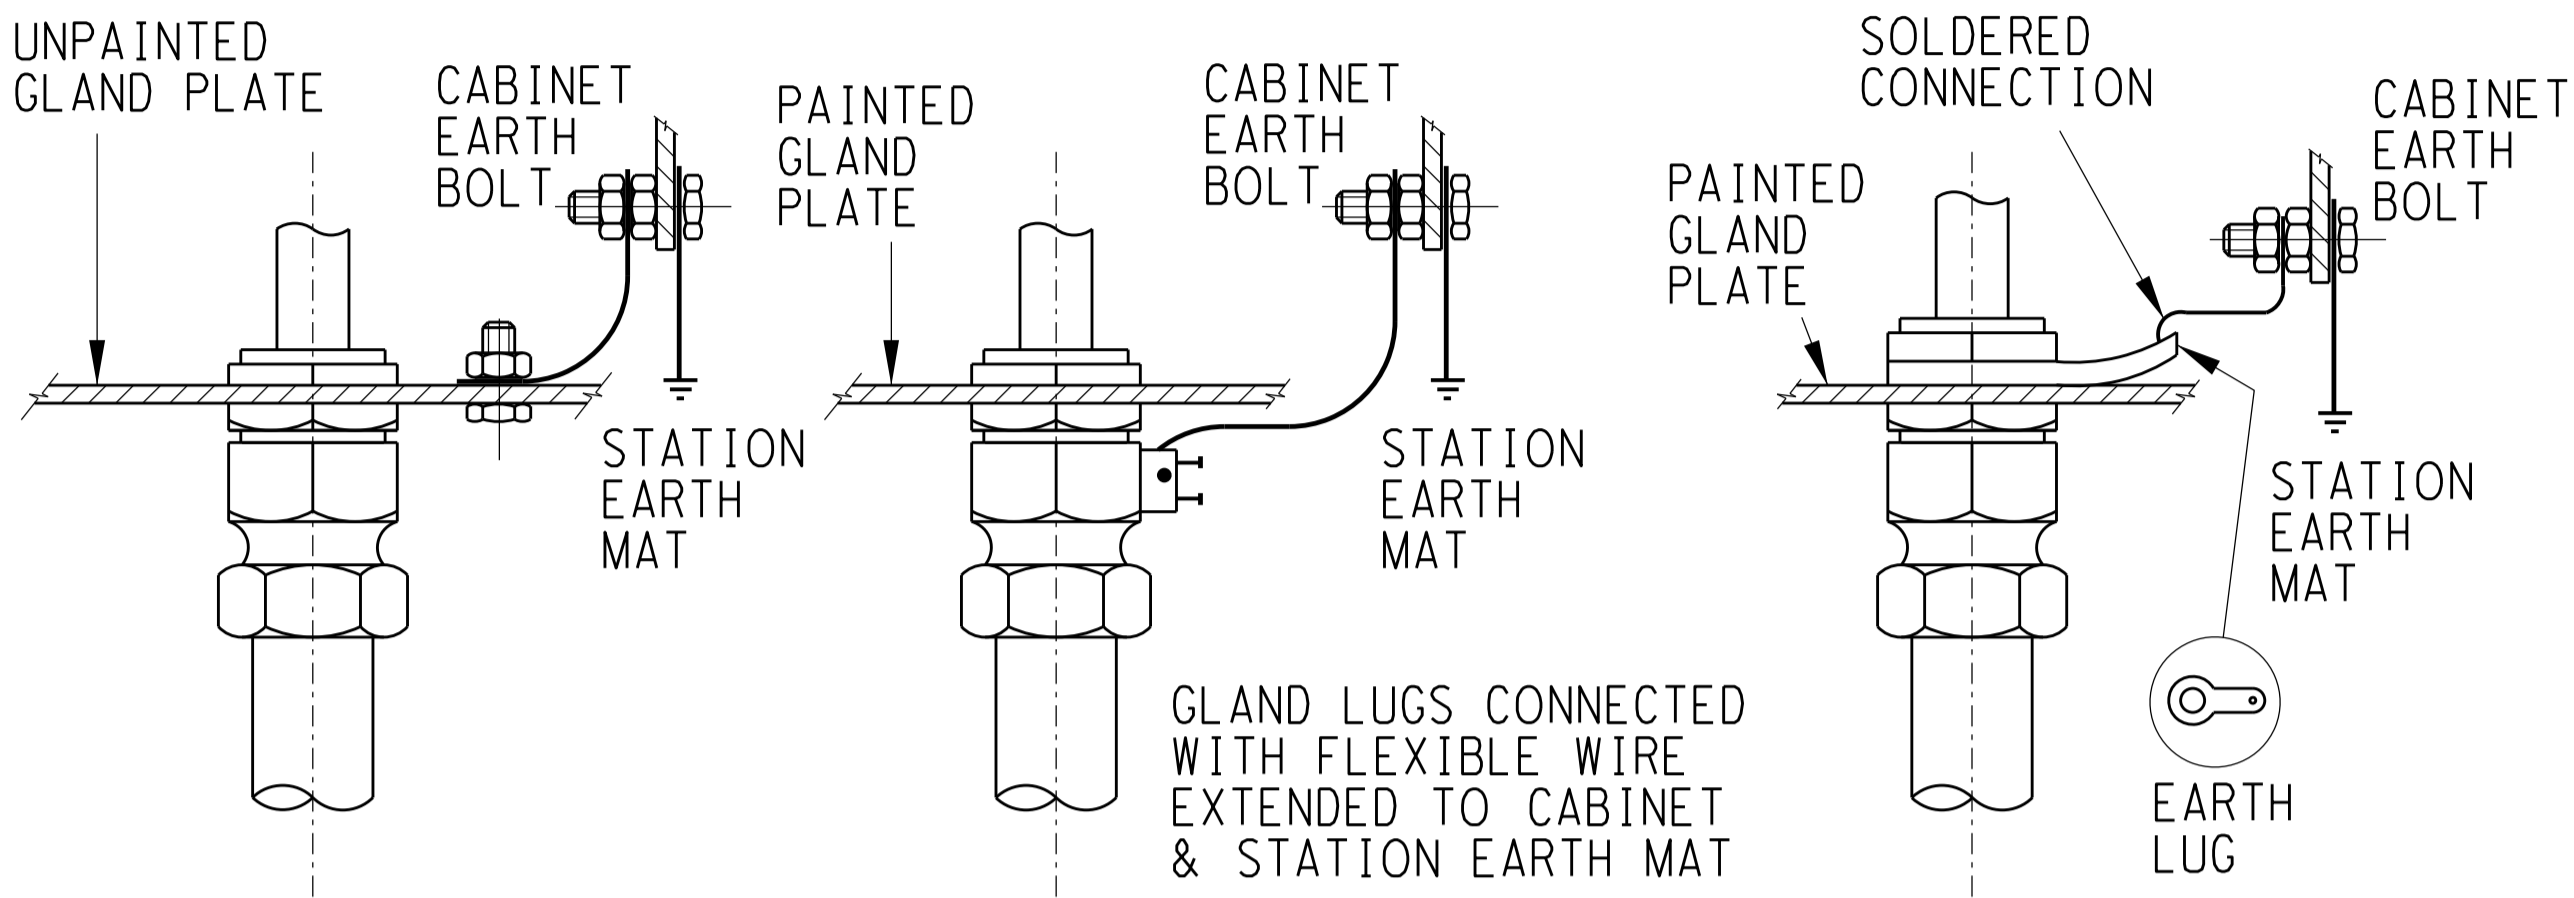 UNPAINTED
GLAND PLATE
CABINET
EARTH
BOLT
STATION
EARTH
MAT
PAINTED
GLAND
PLATE
CABINET
EARTH
BOLT
STATION
EARTH
MAT
GLAND LUGS CONNECTED
WITH FLEXIBLE WIRE
EXTENDED TO CABINET
& STATION EARTH MAT
SOLDERED
CONNECTION
PAINTED
GLAND
PLATE
CABINET
EARTH
BOLT
STATION
EARTH
MAT
EARTH
LUG